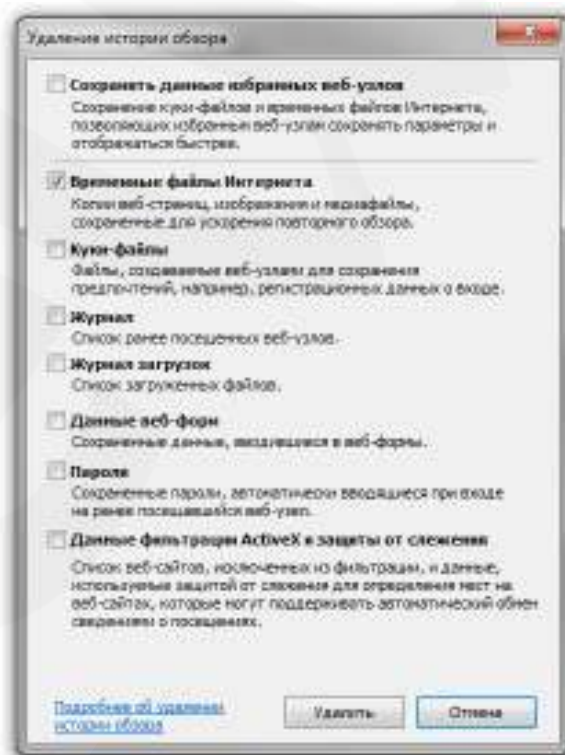 Удаление истории обзора
Сохранять данные избранных веб-узлов
Сохранение куки-файлов и временных файлов Интернета,
позволяющих избранным веб-узлам сохранять параметры и
отображаться быстрее.
Временные файлы Интернета
Копии веб-страниц, изображения и медиафайлы,
сохраненные для ускорения повторного обзора.
Куки-файлы
Файлы, создаваемые веб-узлами для сохранения
предпочтений, например, регистрационных данных о входе.
Журнал
Список ранее посещенных веб-узлов.
Журнал загрузок
Список загруженных файлов.
Данные веб-форм
Сохраненные данные, вводившиеся в веб-формы.
Пароли
Сохраненные пароли, автоматически вводящиеся при входе
на ранее посещавшийся веб-узел.
Данные фильтрации ActiveX и защиты от слежения
Список веб-сайтов, исключенных из фильтрации, и данные,
используемые защитой от слежения для определения мест на
веб-сайтах, которые могут поддерживать автоматический обмен
сведениями о посещениях.
Подробнее об удалении
истории обзора
Удалить
Отмена